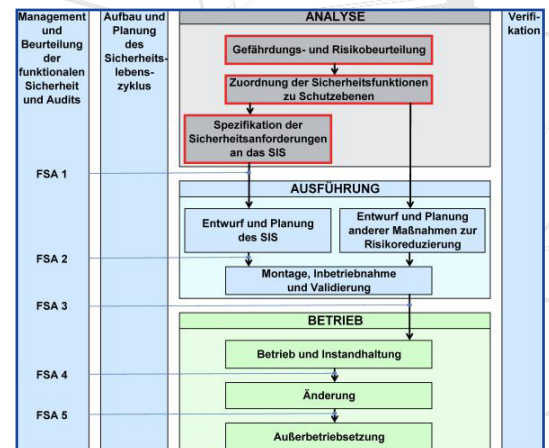 Management
und
Beurteilung
der
funktionalen
Sicherheit
und Audits
Aufbau und
Planung
des
Sicherheits-
lebens-
zyklus
ANALYSE
Verifi-
kation
Gefährdungs- und Risikobeurteilung
Zuordnung der Sicherheitsfunktionen
zu Schutzebenen
Spezifikation der
Sicherheitsanforderungen
an das SIS
FSA 1
AUSFÜHRUNG
Entwurf und Planung
des SIS
Entwurf und Planung
anderer Maßnahmen zur
Risikoreduzierung
FSA 2
Montage, Inbetriebnahme
und Validierung
FSA 3
BETRIEB
Betrieb und Instandhaltung
FSA 4
Änderung
FSA 5
Außerbetriebsetzung